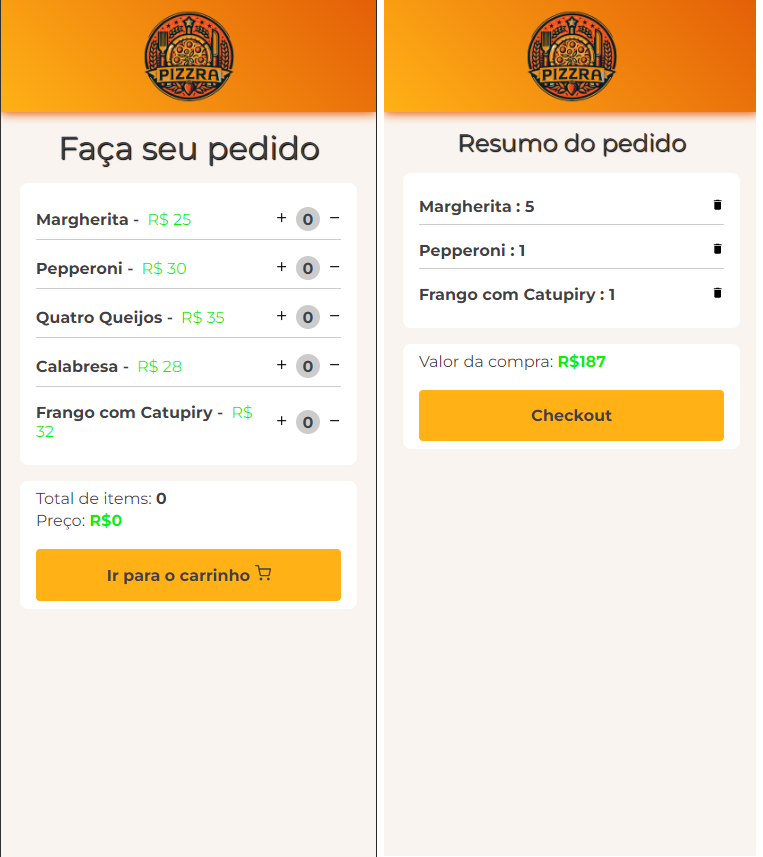 PIZZRA
Faça seu pedido
Margherita - R$ 25 + 0 −
Pepperoni - R$ 30 + 0 −
Quatro Queijos - R$ 35 + 0 −
Calabresa - R$ 28 + 0 −
Frango com Catupiry - R$
32 + 0 −
Total de items: 0
Preço: R$0
Ir para o carrinho
PIZZRA
Resumo do pedido
Margherita : 5
Pepperoni : 1
Frango com Catupiry : 1
Valor da compra: R$187
Checkout